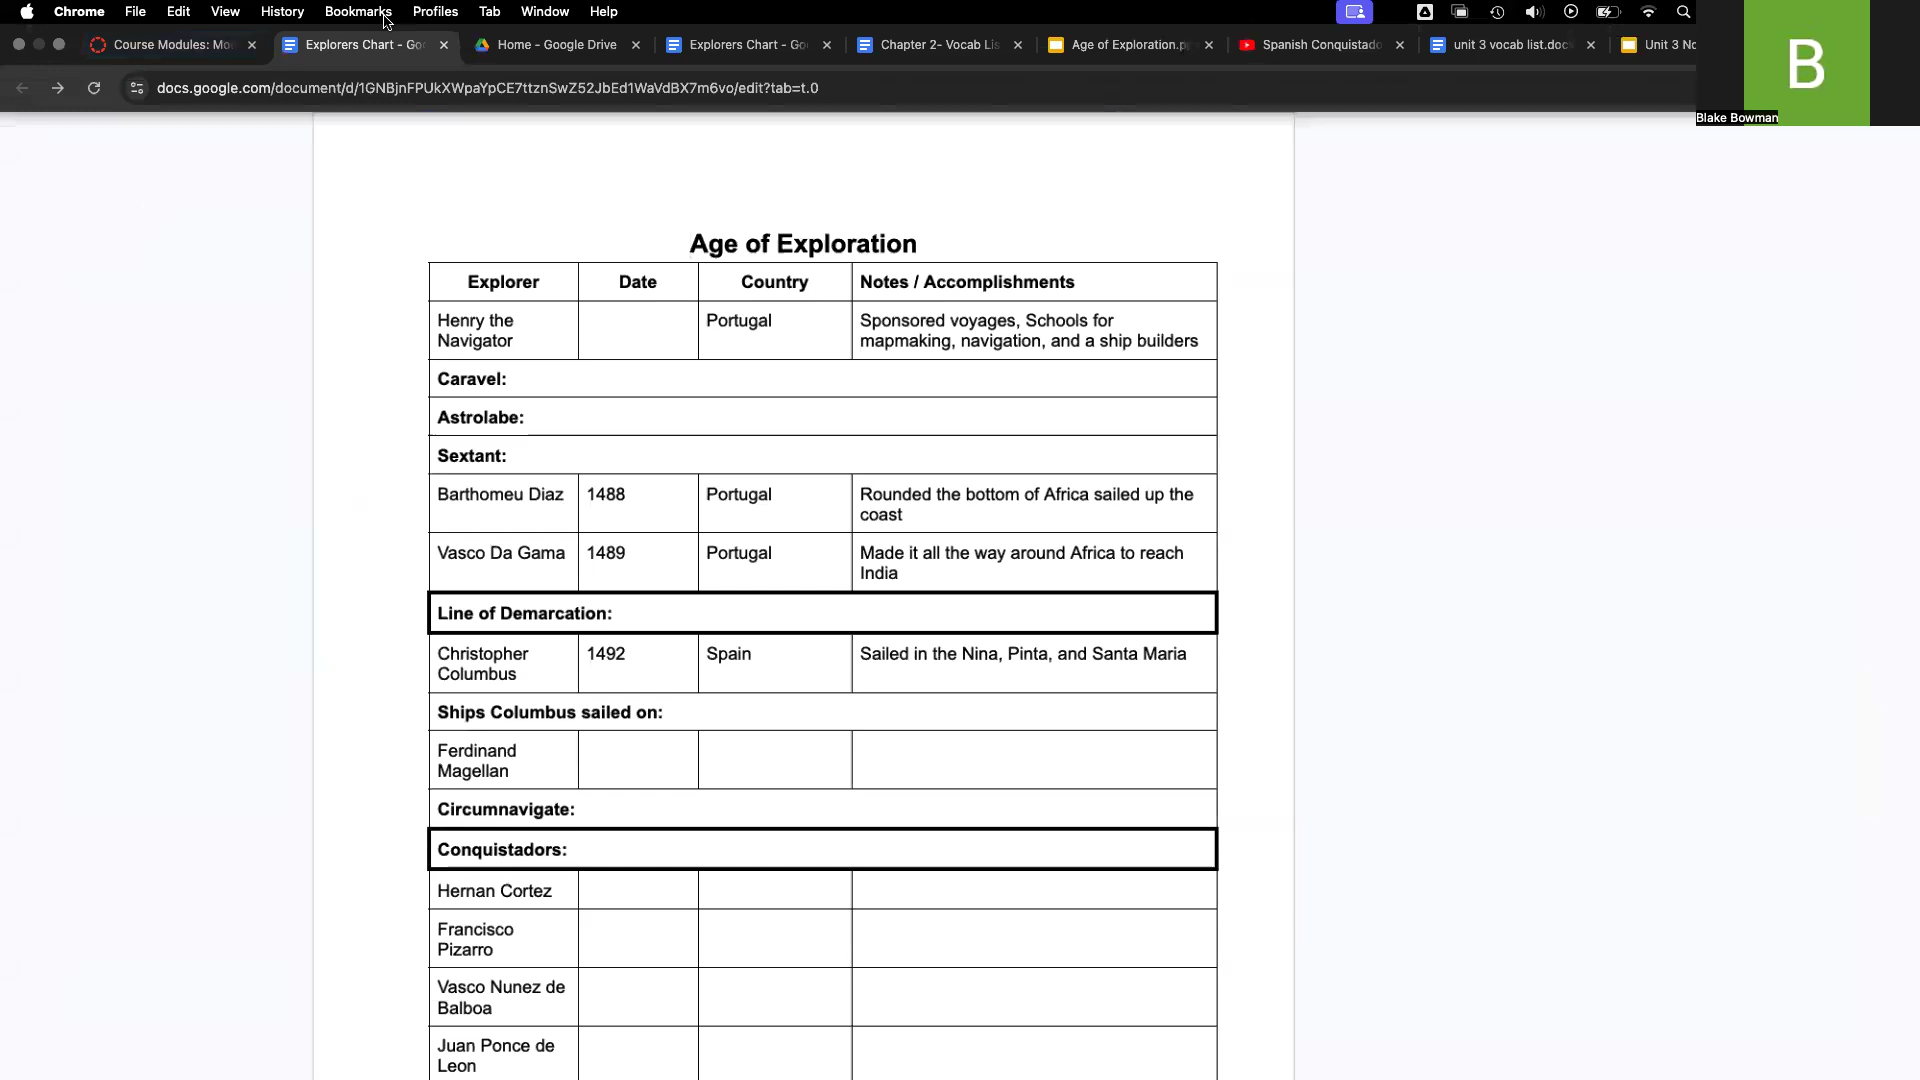 Chrome File Edit View History Bookmarks Profiles Tab Window Help
Course Modules: Mo
Explorers Chart - Goo
Home - Google Drive
Explorers Chart - Go
Chapter 2- Vocab Lis
Age of Exploration.p
Spanish Conquistado
unit 3 vocab list.docx
Unit 3 No
docs.google.com/document/d/1GNBjnFPUkXWpaYpCE7ttznSwZ52JbEd1WaVdBX7m6vo/edit?tab=t.0
B
Blake Bowman
Age of Exploration
Explorer Date Country Notes / Accomplishments
Henry the Portugal Sponsored voyages, Schools for
Navigator mapmaking, navigation, and a ship builders
Caravel:
Astrolabe:
Sextant:
Barthomeu Diaz 1488 Portugal Rounded the bottom of Africa sailed up the
coast
Vasco Da Gama 1489 Portugal Made it all the way around Africa to reach
India
Line of Demarcation:
Christopher 1492 Spain Sailed in the Nina, Pinta, and Santa Maria
Columbus
Ships Columbus sailed on:
Ferdinand
Magellan
Circumnavigate:
Conquistadors:
Hernan Cortez
Francisco
Pizarro
Vasco Nunez de
Balboa
Juan Ponce de
Leon